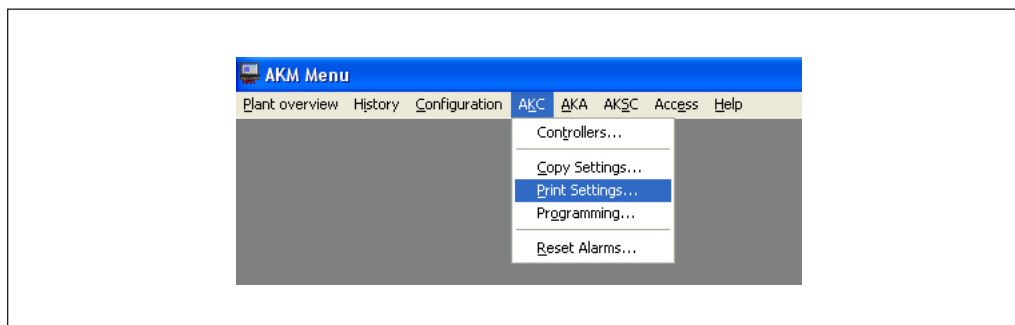 AKM Menu
Plant overview History Configuration AKC AKA AKSC Access Help
Controllers...
Copy Settings...
Print Settings...
Programming...
Reset Alarms...